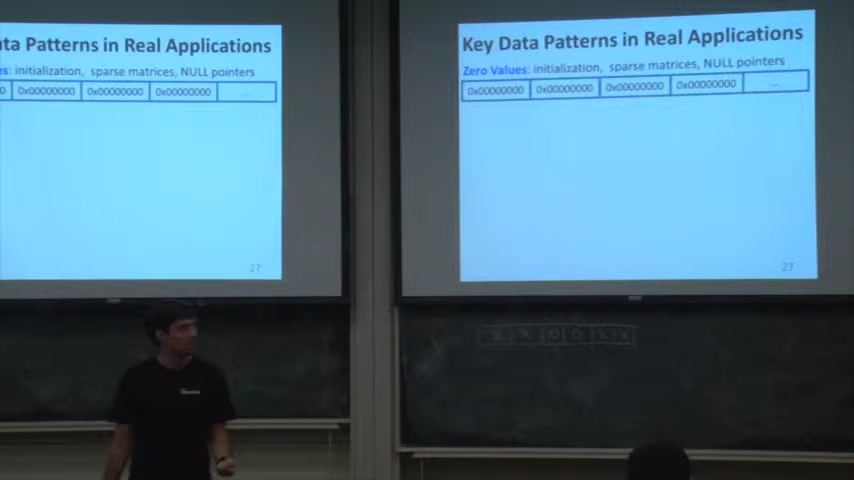 ta Patterns in Real Applications
es: initialization, sparse matrices, NULL pointers
0 0x00000000 0x00000000 0x00000000 ...
27
Key Data Patterns in Real Applications
Zero Values: initialization, sparse matrices, NULL pointers
0x00000000 0x00000000 0x00000000 0x00000000 ...
27